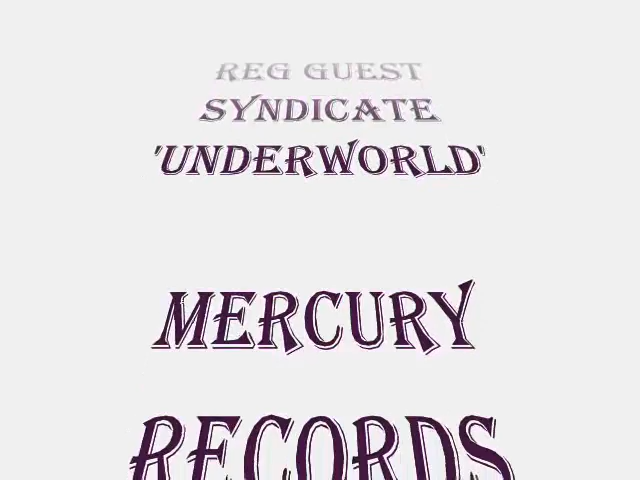 REG GUEST
SYNDICATE
'UNDERWORLD'
MERCURY
RECORDS